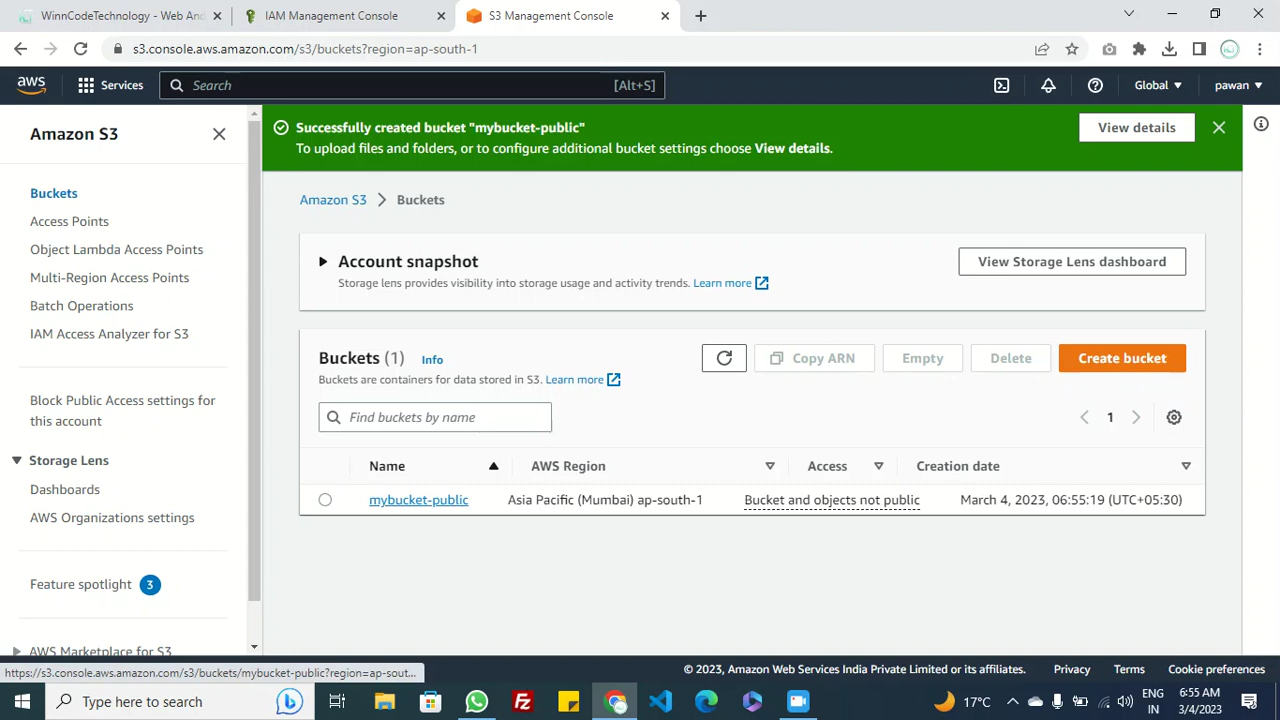 WinnCodeTechnology - Web And
IAM Management Console
S3 Management Console
s3.console.aws.amazon.com/s3/buckets?region=ap-south-1
aws
Services
Search
[Alt+S]
Global
pawan
Amazon S3
Buckets
Access Points
Object Lambda Access Points
Multi-Region Access Points
Batch Operations
IAM Access Analyzer for S3
Block Public Access settings for
this account
Storage Lens
Dashboards
AWS Organizations settings
Feature spotlight 3
AWS Marketplace for S3
Successfully created bucket "mybucket-public"
To upload files and folders, or to configure additional bucket settings choose View details.
View details
Amazon S3 > Buckets
Account snapshot
Storage lens provides visibility into storage usage and activity trends. Learn more
View Storage Lens dashboard
Buckets (1) Info
Buckets are containers for data stored in S3. Learn more
Copy ARN
Empty
Delete
Create bucket
Find buckets by name
1
Name AWS Region Access Creation date
mybucket-public Asia Pacific (Mumbai) ap-south-1 Bucket and objects not public March 4, 2023, 06:55:19 (UTC+05:30)
https://s3.console.aws.amazon.com/s3/buckets/mybucket-public?region=ap-sout...
© 2023, Amazon Web Services India Private Limited or its affiliates. Privacy Terms Cookie preferences
Type here to search
17°C
ENG
IN
6:55 AM
3/4/2023